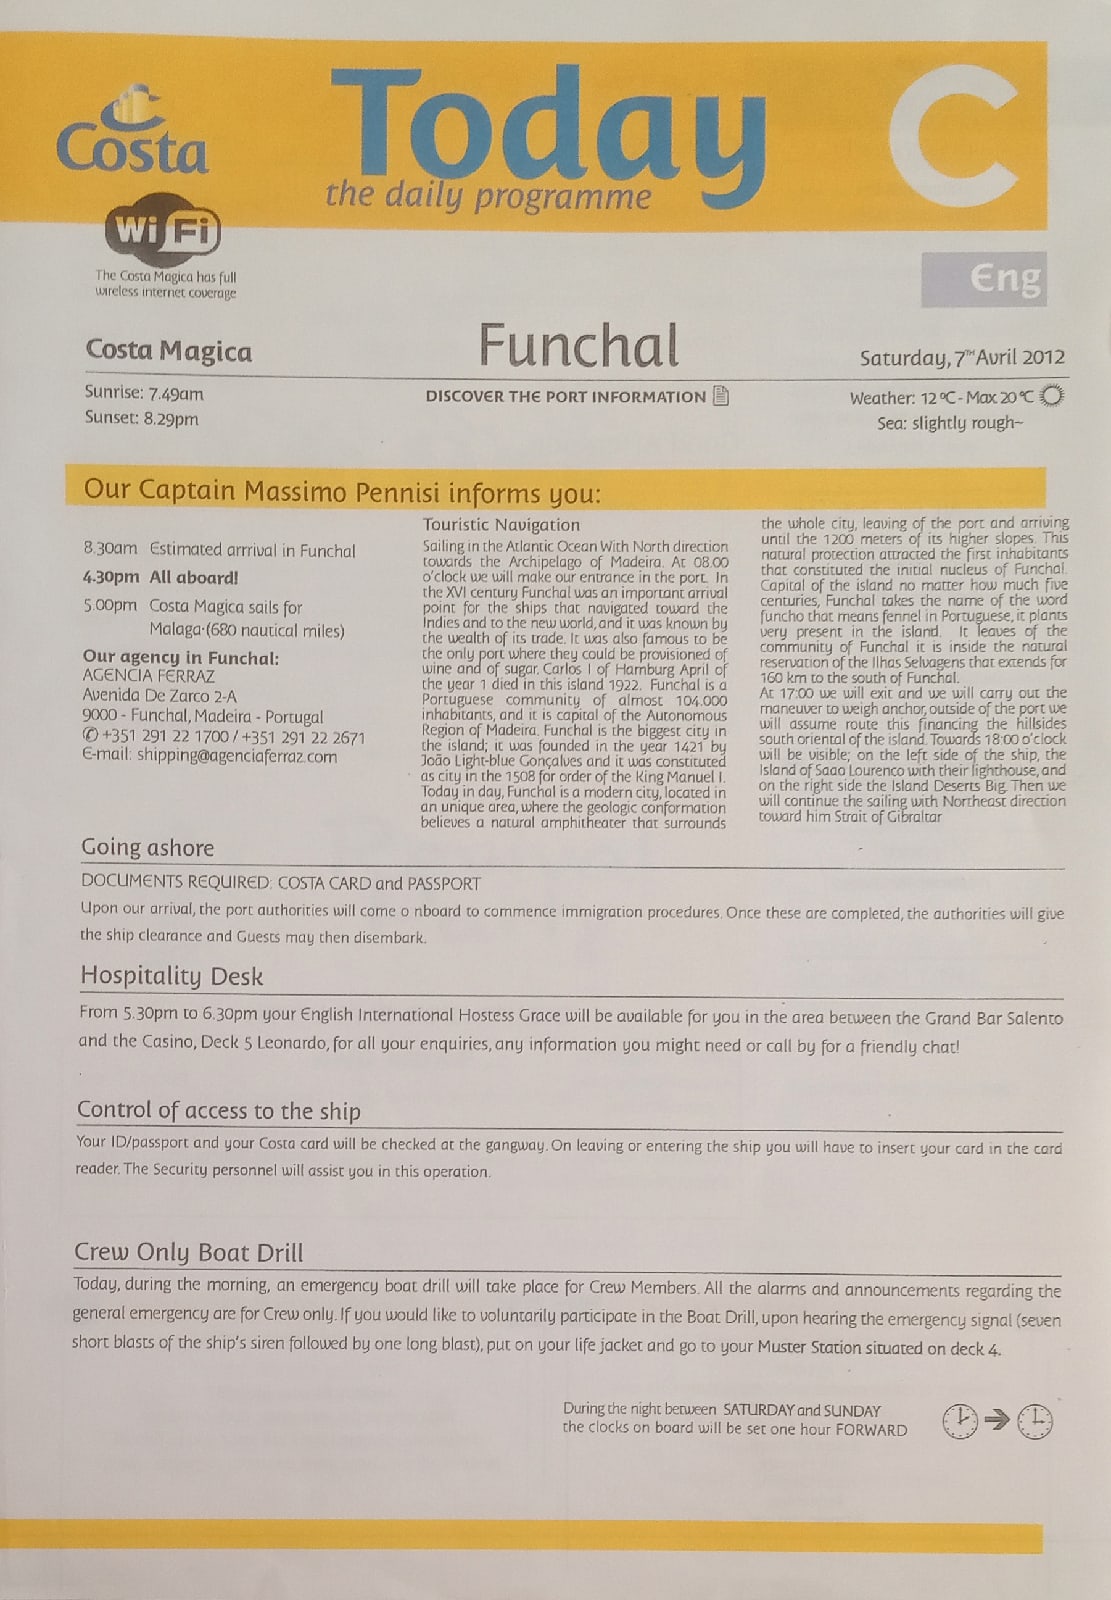 Costa
Today
the daily programme
C
WiFi
The Costa Magica has full
wireless internet coverage
Eng
Costa Magica
Funchal
Saturday, 7TH Avril 2012
Sunrise: 7.49am
Sunset: 8.29pm
DISCOVER THE PORT INFORMATION
Weather: 12 ºC - Max 20 ºC
Sea: slightly rough~
Our Captain Massimo Pennisi informs you:
8.30am Estimated arrrival in Funchal
4.30pm All aboard!
5.00pm Costa Magica sails for
Malaga·(680 nautical miles)
Our agency in Funchal:
AGENCIA FERRAZ
Avenida De Zarco 2-A
9000 - Funchal, Madeira - Portugal
✆ +351 291 22 1700 / +351 291 22 2671
E-mail: shipping@agenciaferraz.com
Touristic Navigation
Sailing in the Atlantic Ocean With North direction
towards the Archipelago of Madeira. At 08.00
o'clock we will make our entrance in the port. In
the XVI century Funchal was an important arrival
point for the ships that navigated toward the
Indies and to the new world, and it was known by
the wealth of its trade. It was also famous to be
the only port where they could be provisioned of
wine and of sugar. Carlos I of Hamburg April of
the year 1 died in this island 1922. Funchal is a
Portuguese community of almost 104.000
inhabitants, and it is capital of the Autonomous
Region of Madeira. Funchal is the biggest city in
the island; it was founded in the year 1421 by
João Light-blue Gonçalves and it was constituted
as city in the 1508 for order of the King Manuel I.
Today in day, Funchal is a modern city, located in
an unique area, where the geologic conformation
believes a natural amphitheater that surrounds
the whole city, leaving of the port and arriving
until the 1200 meters of its higher slopes. This
natural protection attracted the first inhabitants
that constituted the initial nucleus of Funchal.
Capital of the island no matter how much five
centuries, Funchal takes the name of the word
funcho that means fennel in Portuguese, it plants
very present in the island. It leaves of the
community of Funchal it is inside the natural
reservation of the Ilhas Selvagens that extends for
160 km to the south of Funchal.
At 17:00 we will exit and we will carry out the
maneuver to weigh anchor, outside of the port we
will assume route this financing the hillsides
south oriental of the island. Towards 18:00 o'clock
will be visible; on the left side of the ship, the
Island of Saao Lourenco with their lighthouse, and
on the right side the Island Deserts Big. Then we
will continue the sailing with Northeast direction
toward him Strait of Gibraltar
Going ashore
DOCUMENTS REQUIRED: COSTA CARD and PASSPORT
Upon our arrival, the port authorities will come o nboard to commence immigration procedures. Once these are completed, the authorities will give
the ship clearance and Guests may then disembark.
Hospitality Desk
From 5.30pm to 6.30pm your English International Hostess Grace will be available for you in the area between the Grand Bar Salento
and the Casino, Deck 5 Leonardo, for all your enquiries, any information you might need or call by for a friendly chat!
Control of access to the ship
Your ID/passport and your Costa card will be checked at the gangway. On leaving or entering the ship you will have to insert your card in the card
reader. The Security personnel will assist you in this operation.
Crew Only Boat Drill
Today, during the morning, an emergency boat drill will take place for Crew Members. All the alarms and announcements regarding the
general emergency are for Crew only. If you would like to voluntarily participate in the Boat Drill, upon hearing the emergency signal (seven
short blasts of the ship's siren followed by one long blast), put on your life jacket and go to your Muster Station situated on deck 4.
During the night between SATURDAY and SUNDAY
the clocks on board will be set one hour FORWARD